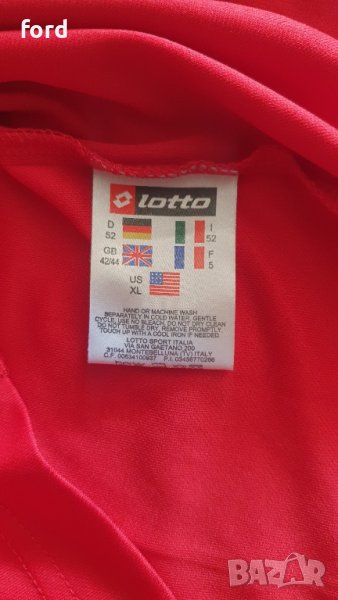 ford
lotto
D
52
I
52
GB
42/44
F
5
US
XL
HAND OR MACHINE WASH
SEPARATELY IN COLD WATER, GENTLE
CYCLE, USE NO BLEACH, DO NOT DRY CLEAN
DO NOT TUMBLE DRY, REMOVE PROMPTLY
TOUCH UP WITH A COOL IRON IF NEEDED
LOTTO SPORT ITALIA
VIA SAN GAETANO 200
31044 MONTEBELLUNA (TV) ITALY
C.F. 00634100937 P.I. 03456770266
BAZAR